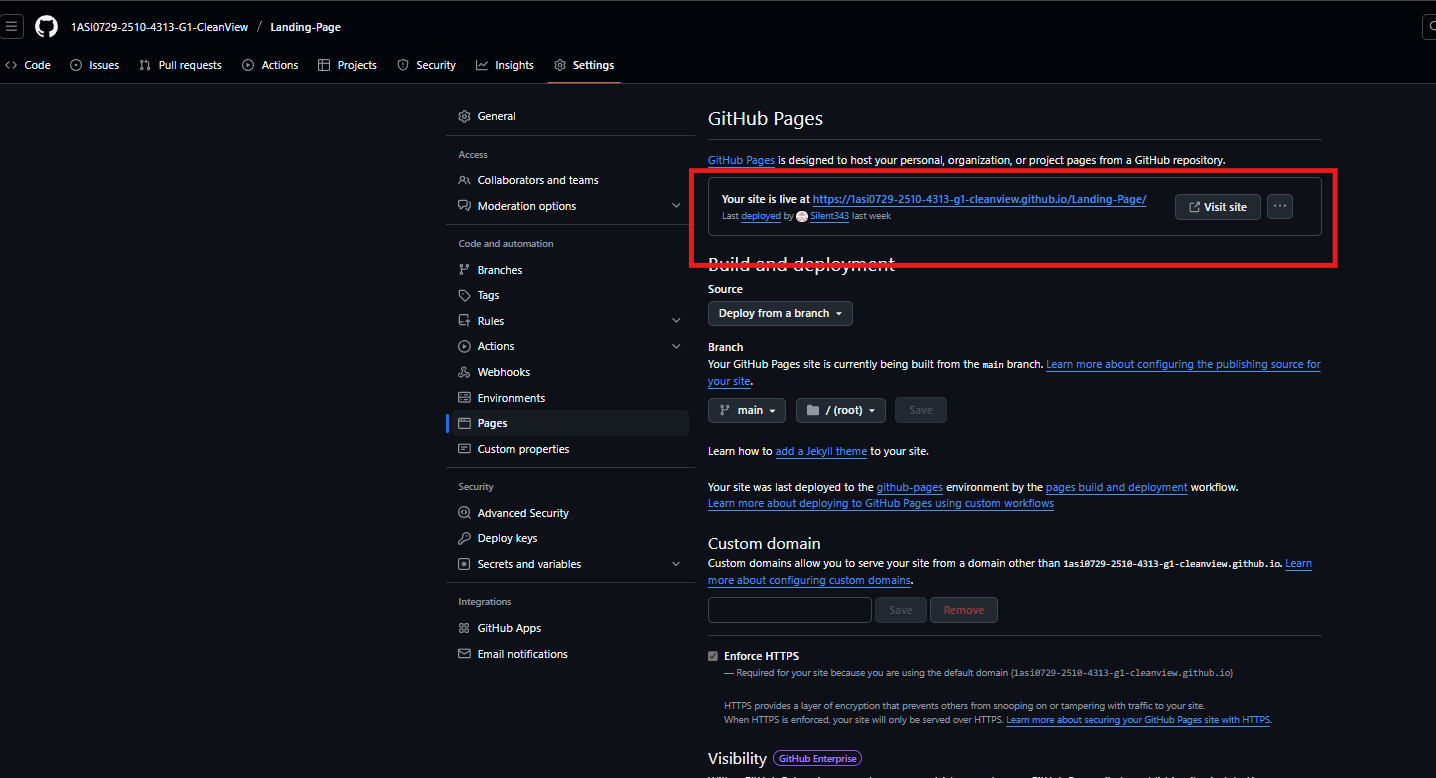 1ASI0729-2510-4313-G1-CleanView / Landing-Page
Code Issues Pull requests Actions Projects Security Insights Settings
General
Access
Collaborators and teams
Moderation options
Code and automation
Branches
Tags
Rules
Actions
Webhooks
Environments
Pages
Custom properties
Security
Advanced Security
Deploy keys
Secrets and variables
Integrations
GitHub Apps
Email notifications
GitHub Pages
GitHub Pages is designed to host your personal, organization, or project pages from a GitHub repository.
Your site is live at https://1asi0729-2510-4313-g1-cleanview.github.io/Landing-Page/
Last deployed by Silent343 last week
Visit site
Build and deployment
Source
Deploy from a branch
Branch
Your GitHub Pages site is currently being built from the main branch. Learn more about configuring the publishing source for
your site.
main / (root) Save
Learn how to add a Jekyll theme to your site.
Your site was last deployed to the github-pages environment by the pages build and deployment workflow.
Learn more about deploying to GitHub Pages using custom workflows
Custom domain
Custom domains allow you to serve your site from a domain other than 1asi0729-2510-4313-g1-cleanview.github.io. Learn
more about configuring custom domains.
Save Remove
Enforce HTTPS
— Required for your site because you are using the default domain (1asi0729-2510-4313-g1-cleanview.github.io)
HTTPS provides a layer of encryption that prevents others from snooping on or tampering with traffic to your site.
When HTTPS is enforced, your site will only be served over HTTPS. Learn more about securing your GitHub Pages site with HTTPS.
Visibility GitHub Enterprise